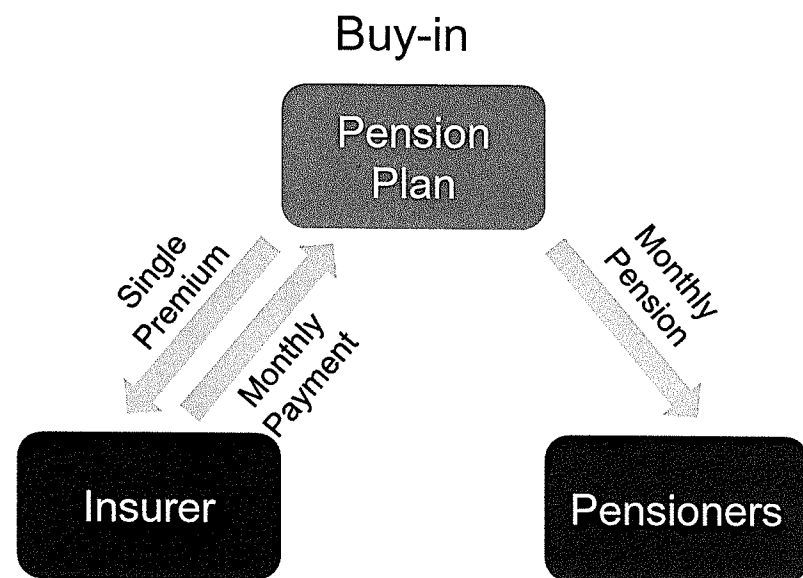 Buy-in
Pension
Plan
Single
Premium
Monthly
Payment
Monthly
Pension
Insurer
Pensioners